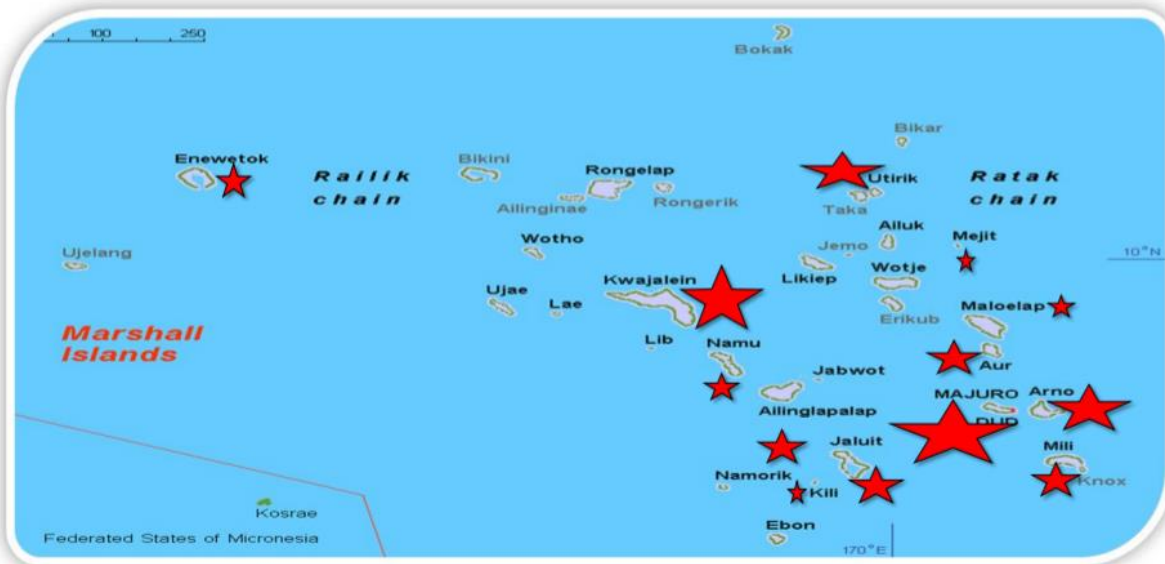 100
250
Bokak
Bikar
Enewetok
Railik
chain
Bikini
Rongelap
Ailinginae
Rongerik
Utirik
Taka
Ratak
chain
Ujelang
Wotho
Ailuk
Mejit
Jemo
10°N
Ujae
Lae
Kwajalein
Likiep
Wotje
Erikub
Maloelap
Marshall
Islands
Lib
Namu
Aur
Jabwot
Ailinglapalap
MAJURO
Arno
DUD
Jaluit
Mili
Knox
Namorik
Kili
Ebon
Kosrae
Federated States of Micronesia
170°E